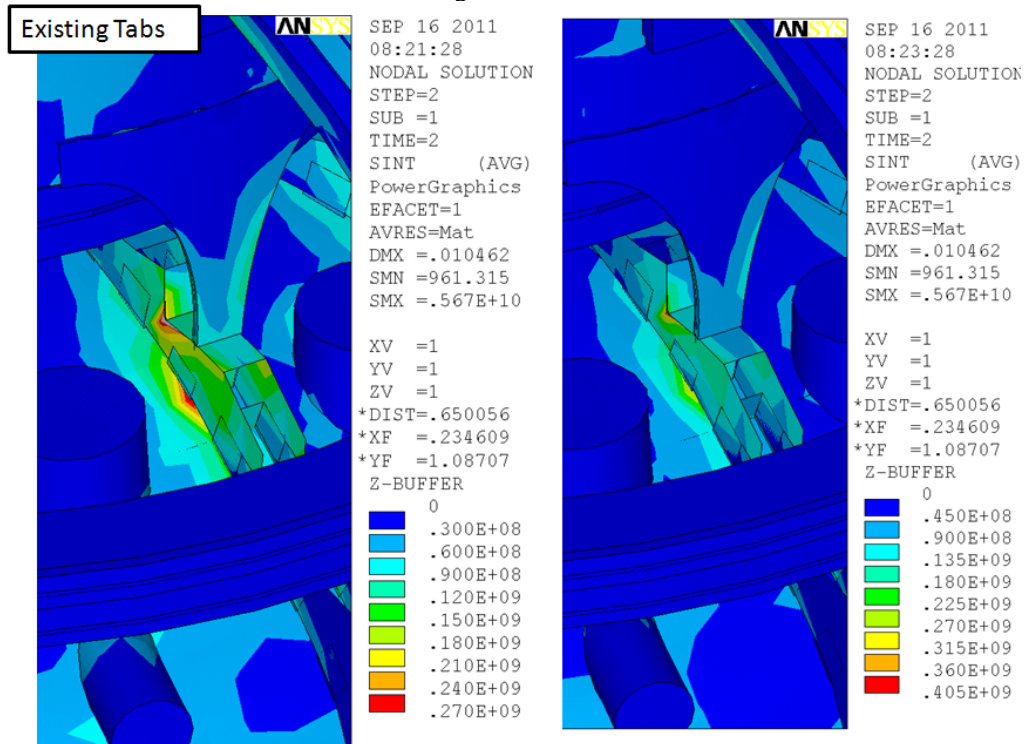 Existing Tabs
ANSYS
SEP 16 2011
08:21:28
NODAL SOLUTION
STEP=2
SUB =1
TIME=2
SINT (AVG)
PowerGraphics
EFACET=1
AVRES=Mat
DMX =.010462
SMN =961.315
SMX =.567E+10
XV =1
YV =1
ZV =1
*DIST=.650056
*XF =.234609
*YF =1.08707
Z-BUFFER
0
.300E+08
.600E+08
.900E+08
.120E+09
.150E+09
.180E+09
.210E+09
.240E+09
.270E+09
ANSYS
SEP 16 2011
08:23:28
NODAL SOLUTION
STEP=2
SUB =1
TIME=2
SINT (AVG)
PowerGraphics
EFACET=1
AVRES=Mat
DMX =.010462
SMN =961.315
SMX =.567E+10
XV =1
YV =1
ZV =1
*DIST=.650056
*XF =.234609
*YF =1.08707
Z-BUFFER
0
.450E+08
.900E+08
.135E+09
.180E+09
.225E+09
.270E+09
.315E+09
.360E+09
.405E+09